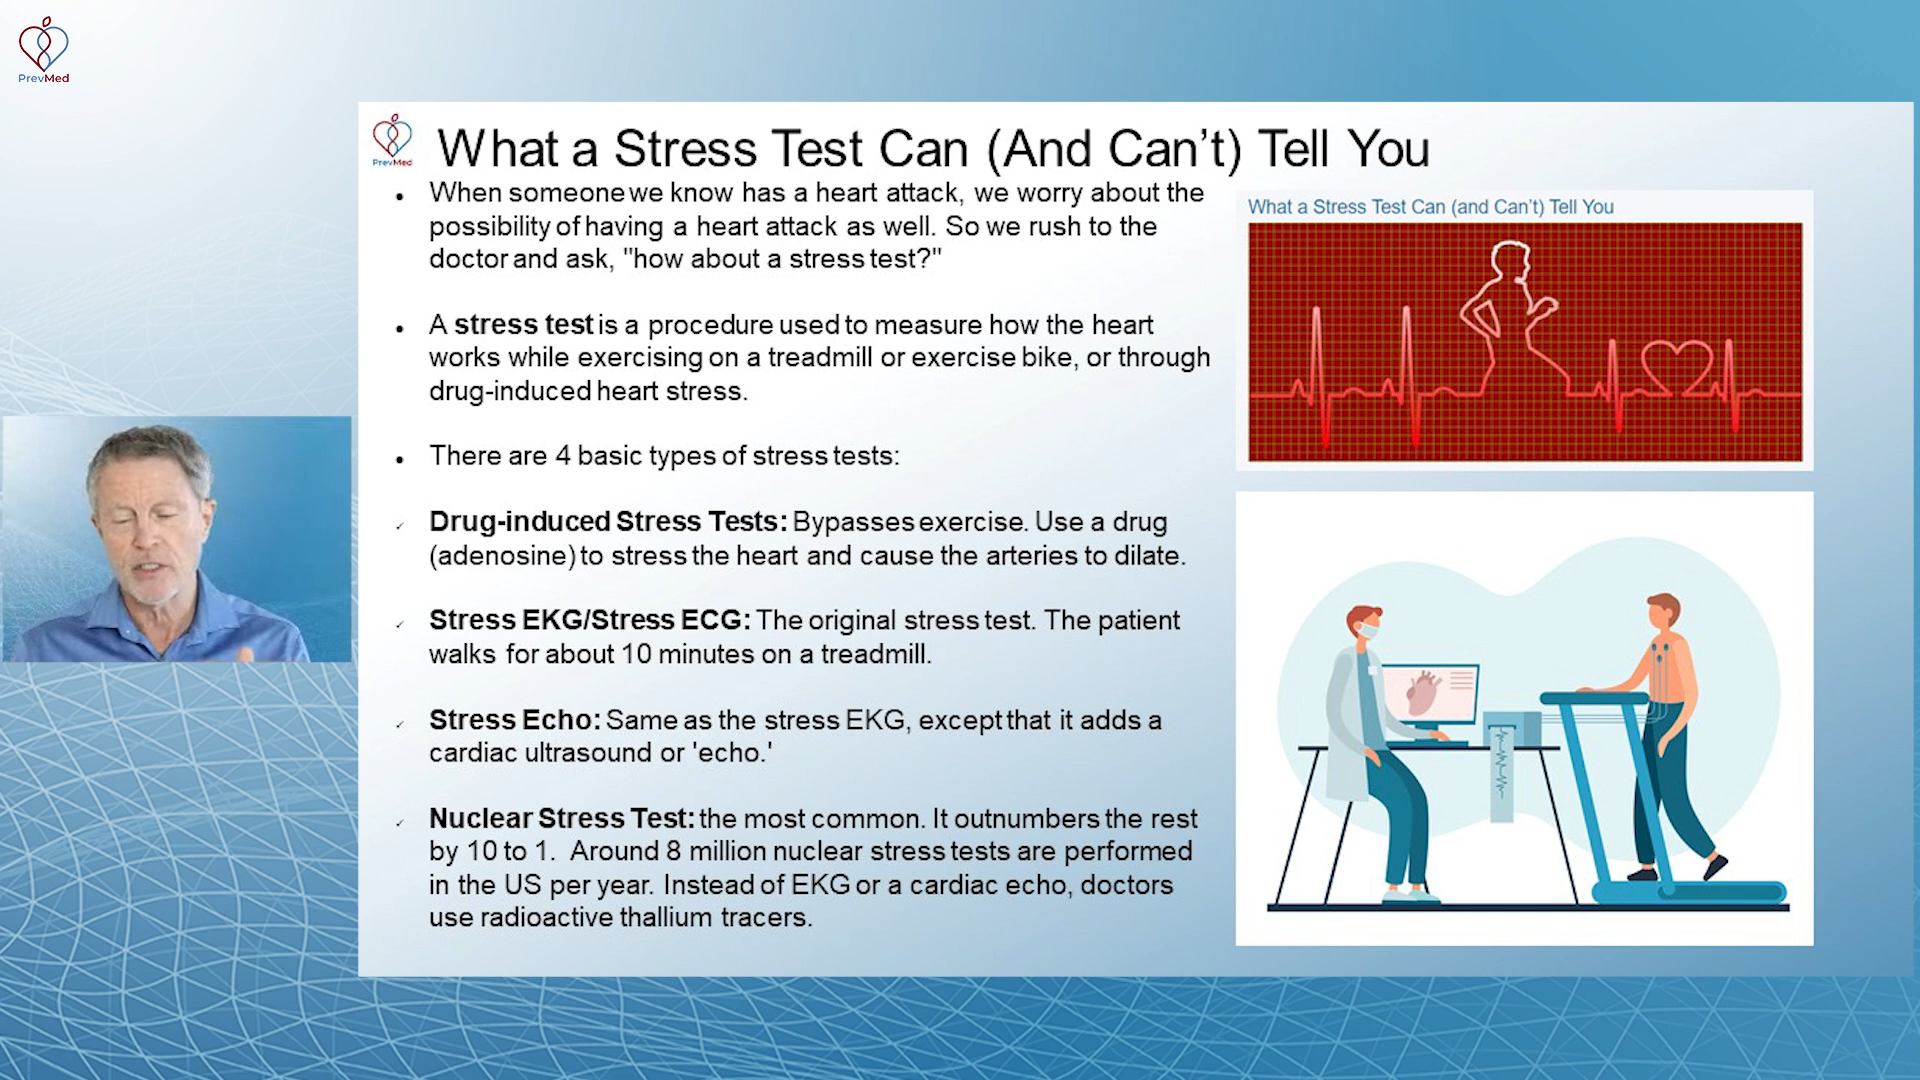 PrevMed
PrevMed
What a Stress Test Can (And Can't) Tell You
• When someone we know has a heart attack, we worry about the
possibility of having a heart attack as well. So we rush to the
doctor and ask, "how about a stress test?"
• A stress test is a procedure used to measure how the heart
works while exercising on a treadmill or exercise bike, or through
drug-induced heart stress.
• There are 4 basic types of stress tests:
✓ Drug-induced Stress Tests: Bypasses exercise. Use a drug
(adenosine) to stress the heart and cause the arteries to dilate.
✓ Stress EKG/Stress ECG: The original stress test. The patient
walks for about 10 minutes on a treadmill.
✓ Stress Echo: Same as the stress EKG, except that it adds a
cardiac ultrasound or 'echo.'
✓ Nuclear Stress Test: the most common. It outnumbers the rest
by 10 to 1. Around 8 million nuclear stress tests are performed
in the US per year. Instead of EKG or a cardiac echo, doctors
use radioactive thallium tracers.
What a Stress Test Can (and Can't) Tell You